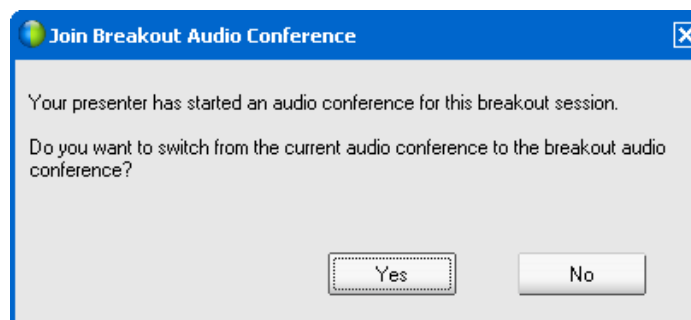 Join Breakout Audio Conference
Your presenter has started an audio conference for this breakout session.
Do you want to switch from the current audio conference to the breakout audio
conference?
Yes No